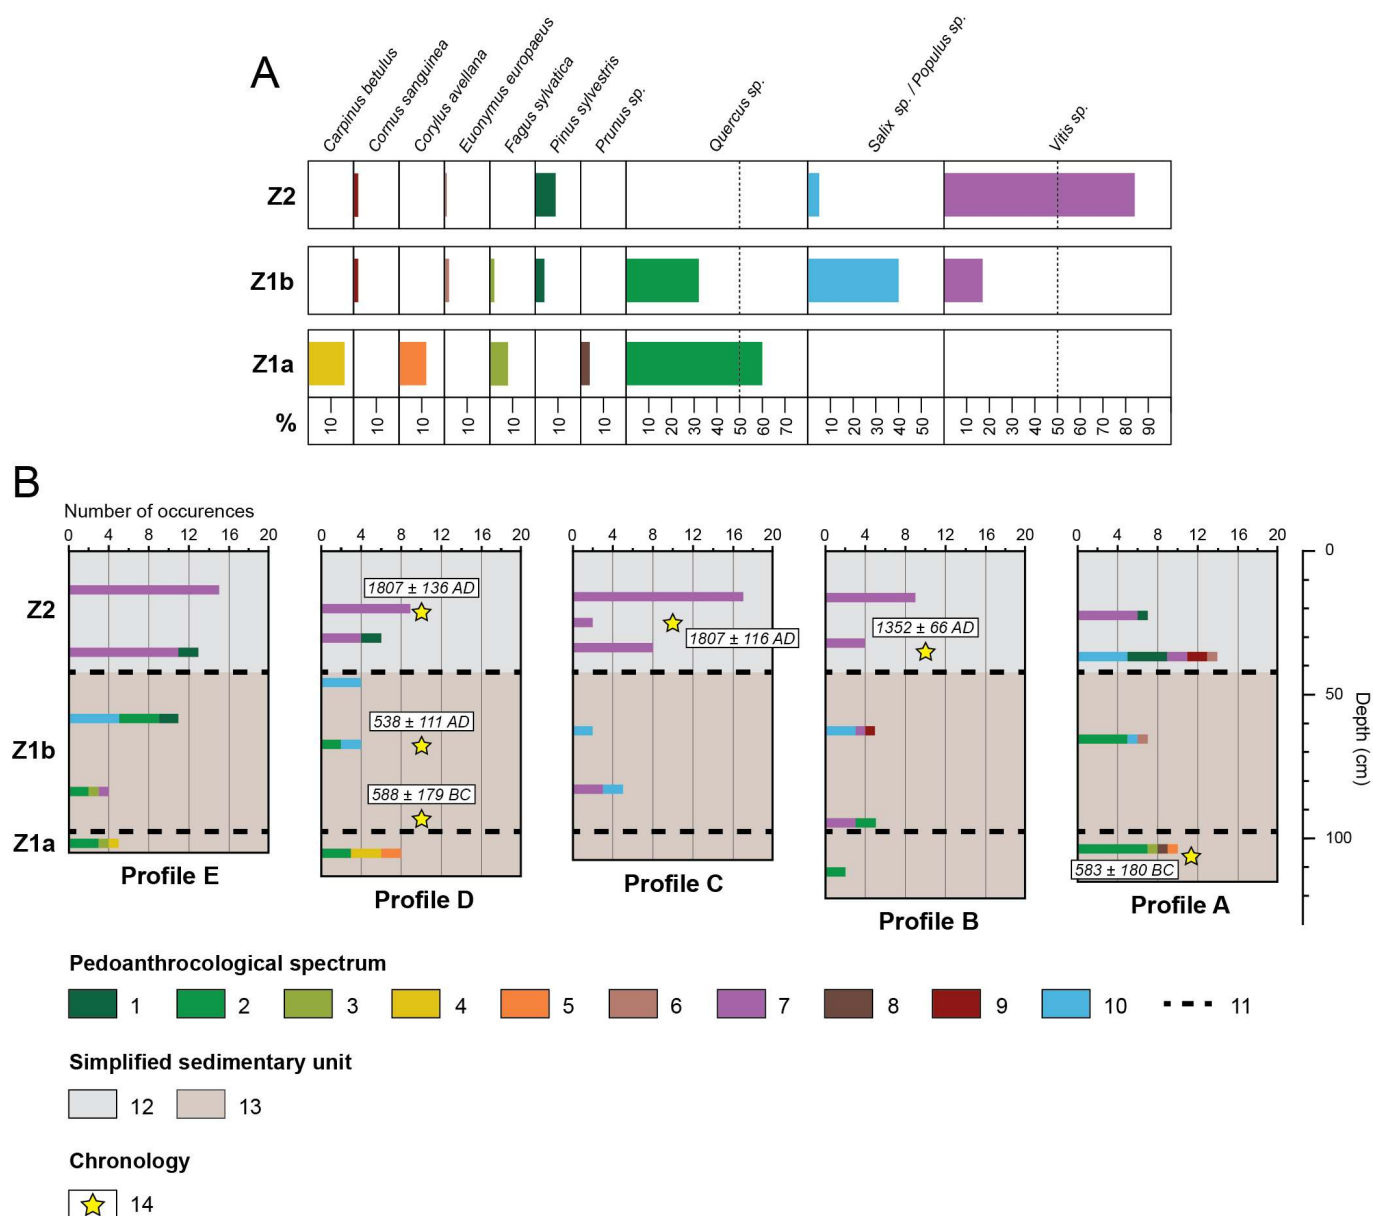 A
Carpinus betulus
Cornus sanguinea
Corylus avellana
Euonymus europaeus
Fagus sylvatica
Pinus sylvestris
Prunus sp.
Quercus sp.
Salix sp. / Populus sp.
Vitis sp.
Z2
Z1b
Z1a
%
10 10 10 10 10 10 10 10 20 30 40 50 60 70 10 20 30 40 50 10 20 30 40 50 60 70 80 90
B
Number of occurences
0 4 8 12 16 20 0 4 8 12 16 20 0 4 8 12 16 20 0 4 8 12 16 20 0 4 8 12 16 20
0
Z2
1807 ± 136 AD
1807 ± 116 AD
1352 ± 66 AD
50
Depth (cm)
Z1b
538 ± 111 AD
588 ± 179 BC
Z1a
100
583 ± 180 BC
Profile E
Profile D
Profile C
Profile B
Profile A
Pedoanthrocological spectrum
1 2 3 4 5 6 7 8 9 10 11
Simplified sedimentary unit
12 13
Chronology
14